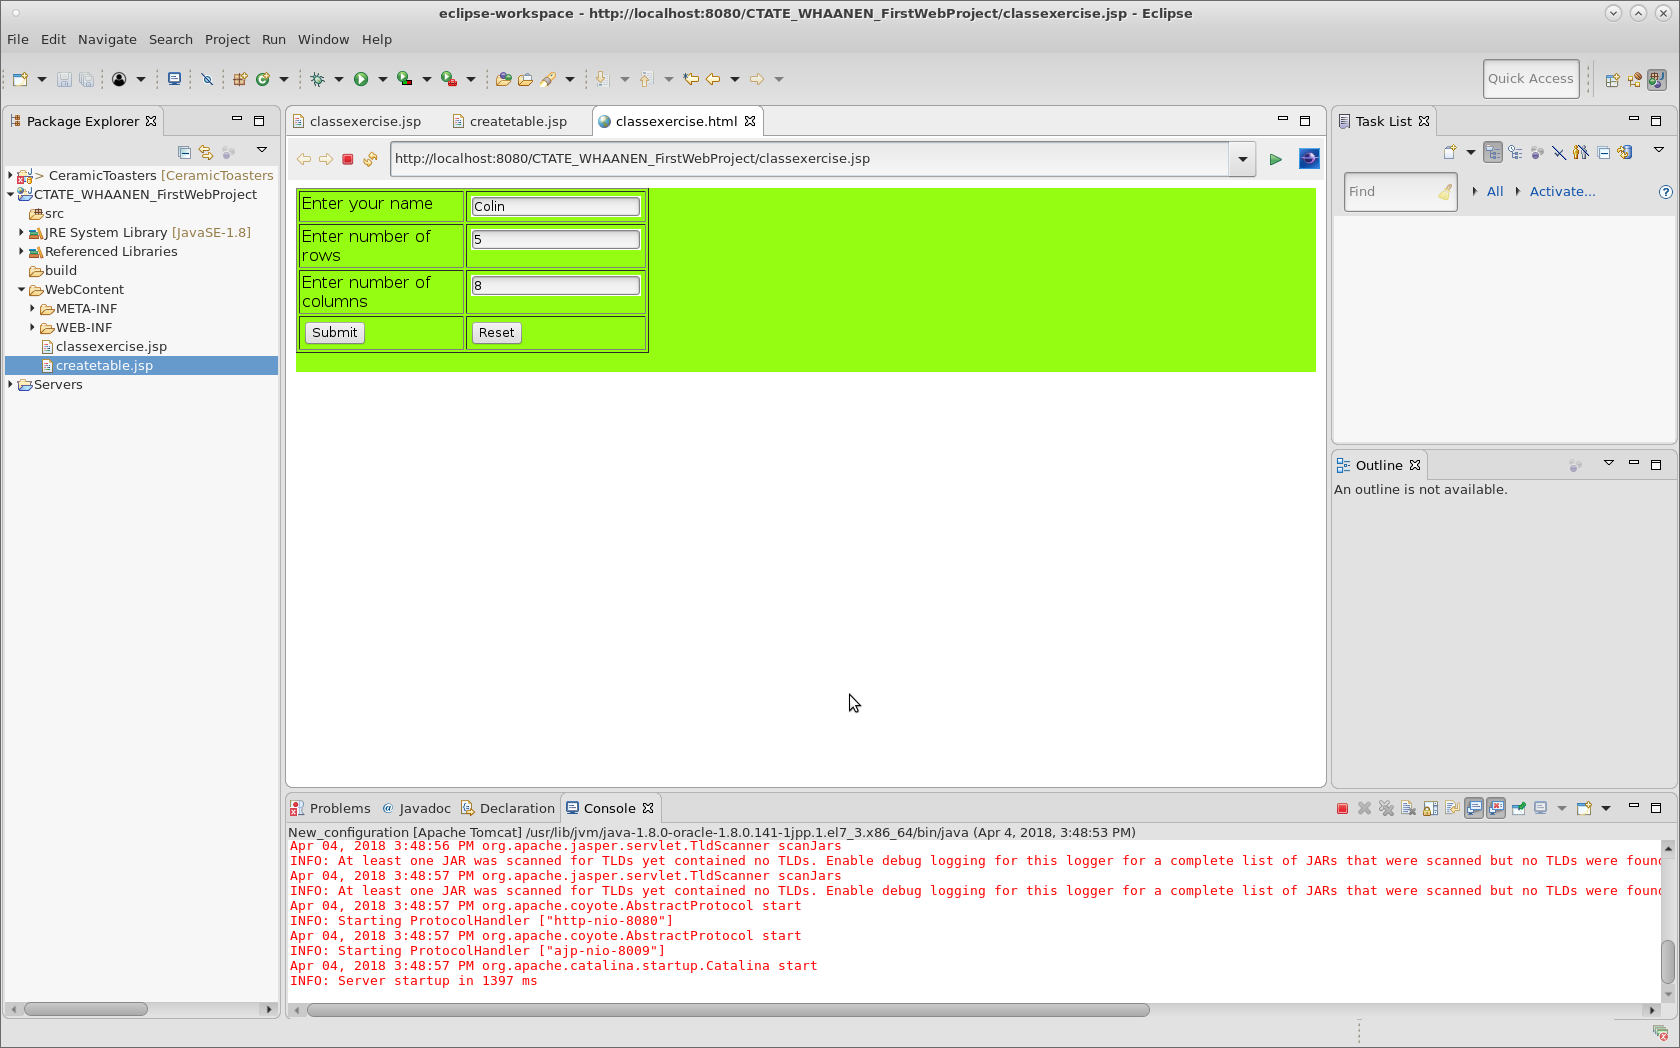 eclipse-workspace - http://localhost:8080/CTATE_WHAANEN_FirstWebProject/classexercise.jsp - Eclipse
File Edit Navigate Search Project Run Window Help
Quick Access
Package Explorer
> CeramicToasters [CeramicToasters
CTATE_WHAANEN_FirstWebProject
src
JRE System Library [JavaSE-1.8]
Referenced Libraries
build
WebContent
META-INF
WEB-INF
classexercise.jsp
createtable.jsp
Servers
classexercise.jsp createtable.jsp classexercise.html
http://localhost:8080/CTATE_WHAANEN_FirstWebProject/classexercise.jsp
Enter your name Colin
Enter number of
rows
5
Enter number of
columns
8
Submit Reset
Task List
Find All Activate...
Outline
An outline is not available.
Problems @ Javadoc Declaration Console
New_configuration [Apache Tomcat] /usr/lib/jvm/java-1.8.0-oracle-1.8.0.141-1jpp.1.el7_3.x86_64/bin/java (Apr 4, 2018, 3:48:53 PM)
Apr 04, 2018 3:48:56 PM org.apache.jasper.servlet.TldScanner scanJars
INFO: At least one JAR was scanned for TLDs yet contained no TLDs. Enable debug logging for this logger for a complete list of JARs that were scanned but no TLDs were found
Apr 04, 2018 3:48:57 PM org.apache.jasper.servlet.TldScanner scanJars
INFO: At least one JAR was scanned for TLDs yet contained no TLDs. Enable debug logging for this logger for a complete list of JARs that were scanned but no TLDs were found
Apr 04, 2018 3:48:57 PM org.apache.coyote.AbstractProtocol start
INFO: Starting ProtocolHandler ["http-nio-8080"]
Apr 04, 2018 3:48:57 PM org.apache.coyote.AbstractProtocol start
INFO: Starting ProtocolHandler ["ajp-nio-8009"]
Apr 04, 2018 3:48:57 PM org.apache.catalina.startup.Catalina start
INFO: Server startup in 1397 ms